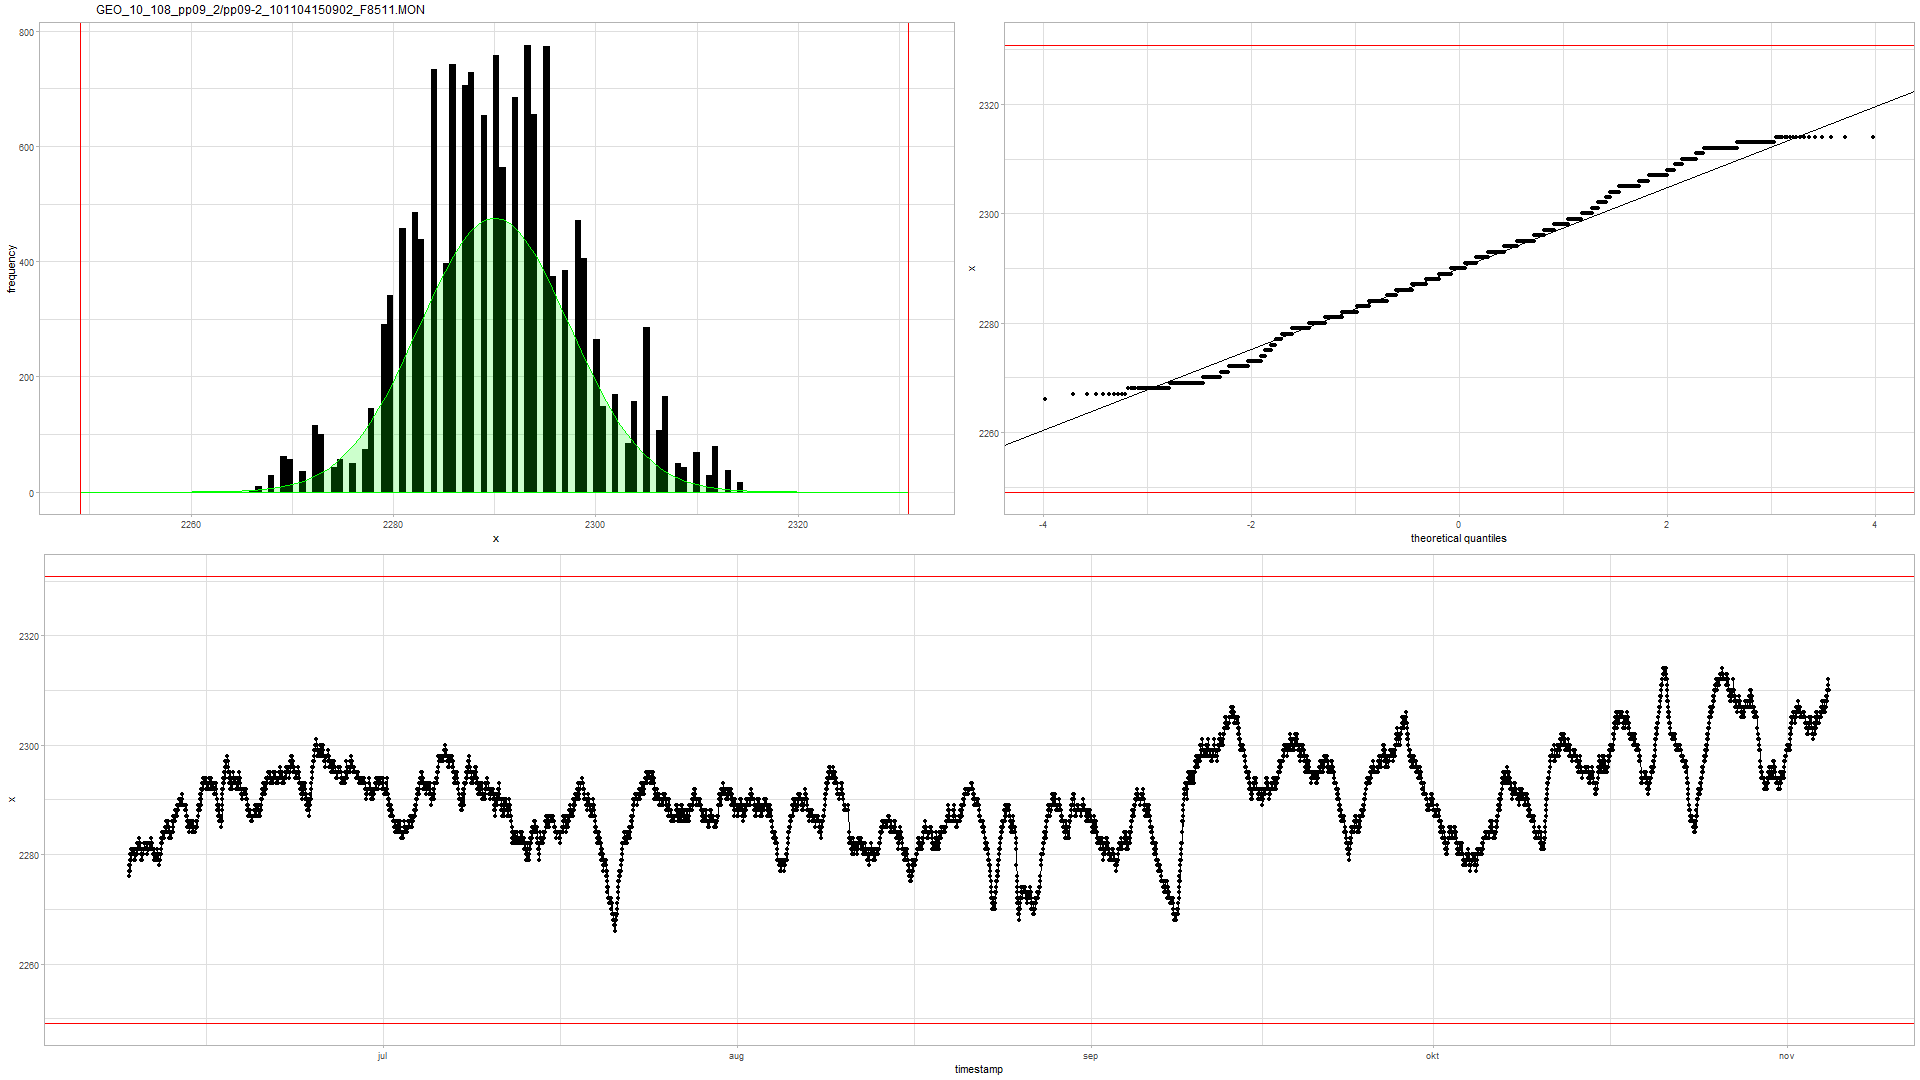 GEO_10_108_pp09_2/pp09-2_101104150902_F8511.MON
800
600
400
200
0
frequency
2260
2280
2300
2320
x
2320
2300
2280
2260
x
-4
-2
0
2
4
theoretical quantiles
2320
2300
2280
2260
x
jul
aug
sep
okt
nov
timestamp